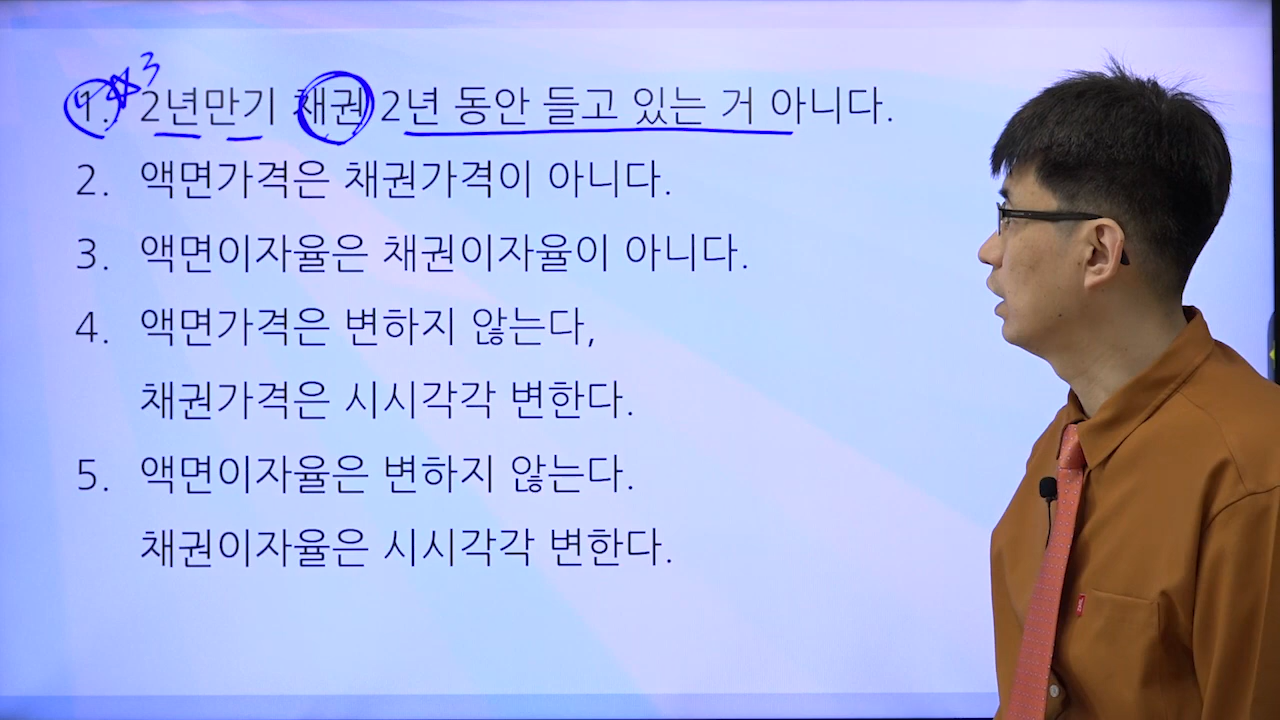 1. 2년만기 채권 2년 동안 들고 있는 거 아니다.
3
2. 액면가격은 채권가격이 아니다.
3. 액면이자율은 채권이자율이 아니다.
4. 액면가격은 변하지 않는다,
채권가격은 시시각각 변한다.
5. 액면이자율은 변하지 않는다.
채권이자율은 시시각각 변한다.